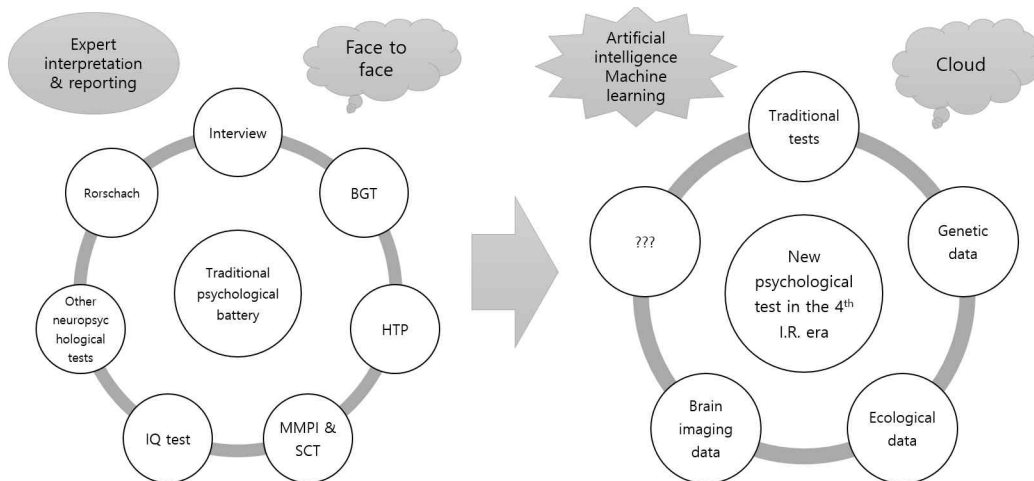 Expert
interpretation
& reporting
Face to
face
Interview
BGT
HTP
MMPI &
SCT
IQ test
Other
neuropsyc
hological
tests
Rorschach
Traditional
psychological
battery
Artificial
intelligence
Machine
learning
Cloud
Traditional
tests
Genetic
data
Ecological
data
Brain
imaging
data
???
New
psychological
test in the 4th
I.R. era